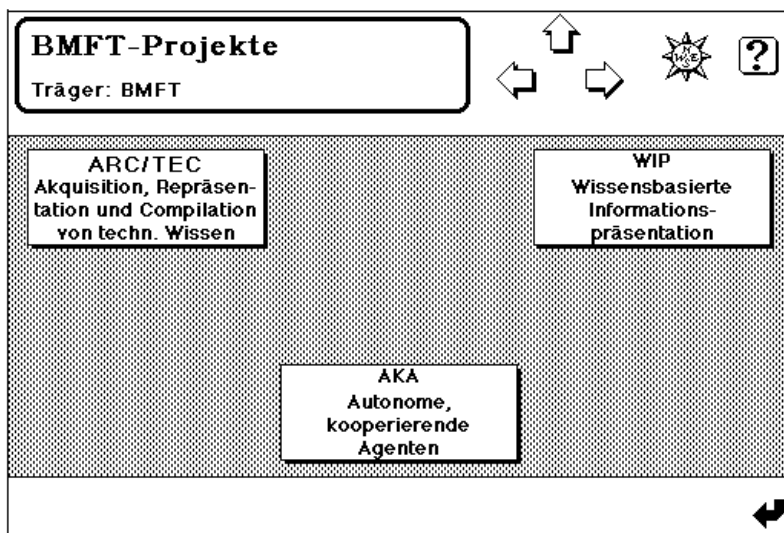 BMFT-Projekte
Träger: BMFT
N
W E
S
?
ARC/TEC
Akquisition, Repräsen-
tation und Compilation
von techn. Wissen
WIP
Wissensbasierte
Informations-
präsentation
AKA
Autonome,
kooperierende
Agenten